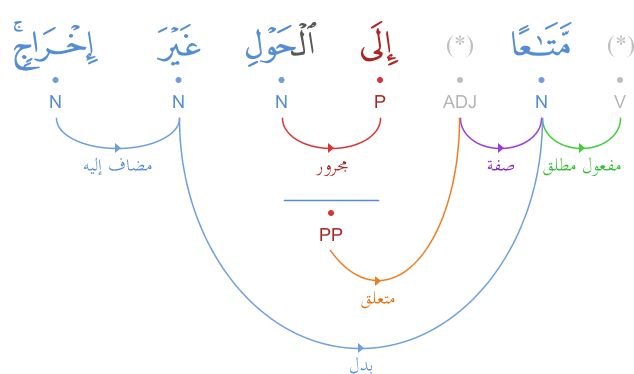 (*) مَّتَـٰعًا (*) إِلَى ٱلْحَوْلِ غَيْرَ إِخْرَاجٍۢ ۚ
V N ADJ P N N N
مفعول مطلق صفة مجرور مضاف إليه
PP
متعلق
بدل